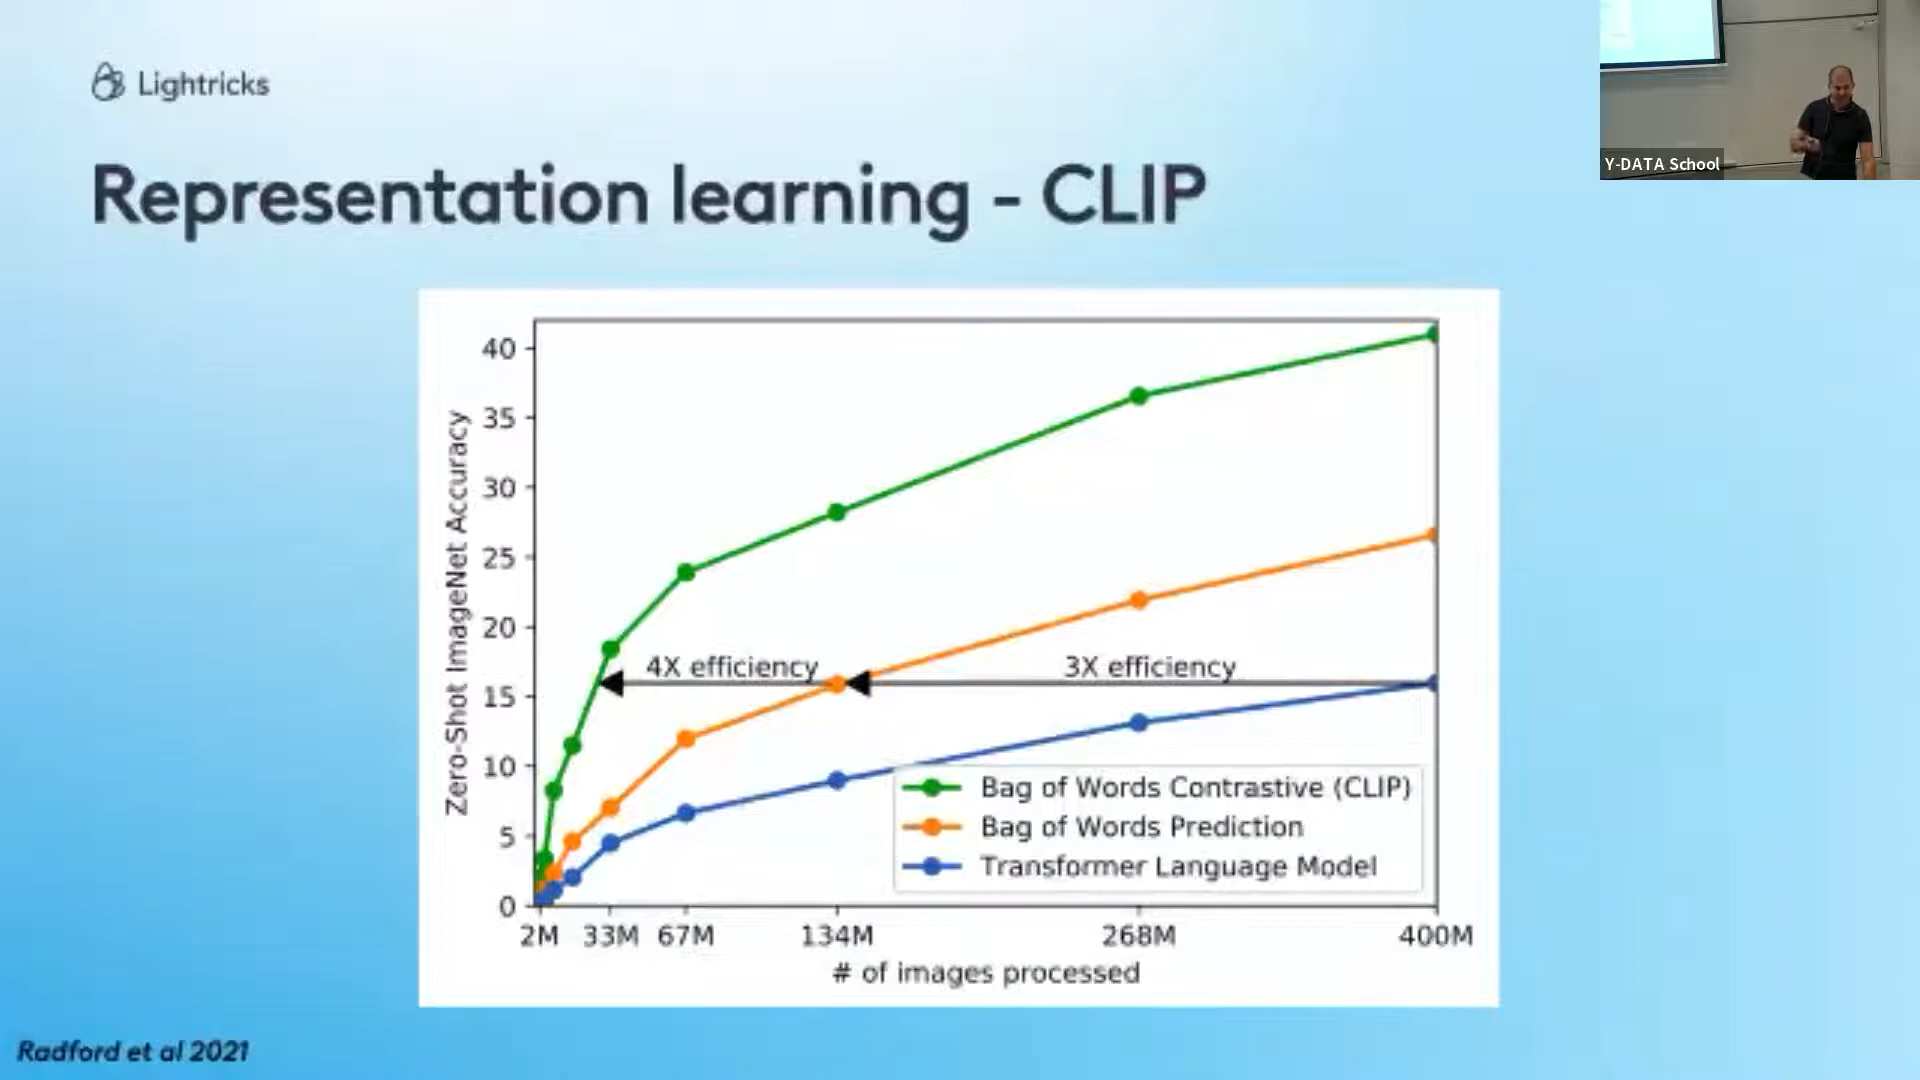 Lightricks
Y-DATA School
Representation learning - CLIP
Zero-Shot ImageNet Accuracy
40
35
30
25
20
15
10
5
0
4X efficiency
3X efficiency
Bag of Words Contrastive (CLIP)
Bag of Words Prediction
Transformer Language Model
2M 33M 67M 134M 268M 400M
# of images processed
Radford et al 2021